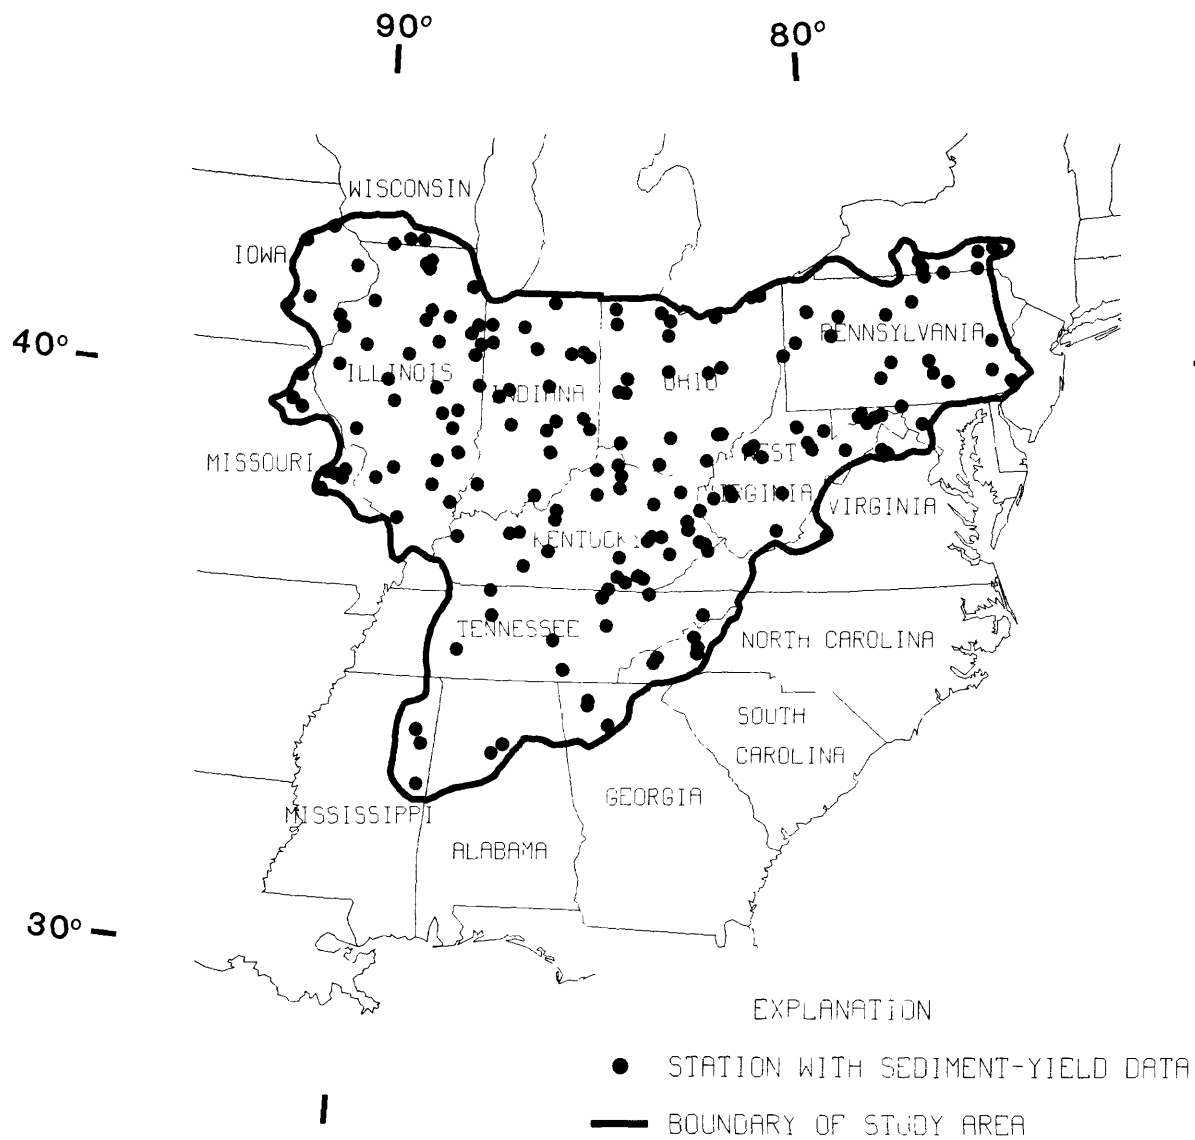 90°
80°
WISCONSIN
IOWA
40°
PENNSYLVANIA
ILLINOIS
INDIANA
OHIO
MISSOURI
WEST
VIRGINIA
VIRGINIA
KENTUCKY
TENNESSEE
NORTH CAROLINA
SOUTH
CAROLINA
GEORGIA
MISSISSIPPI
ALABAMA
30°
EXPLANATION
STATION WITH SEDIMENT-YIELD DATA
BOUNDARY OF STUDY AREA